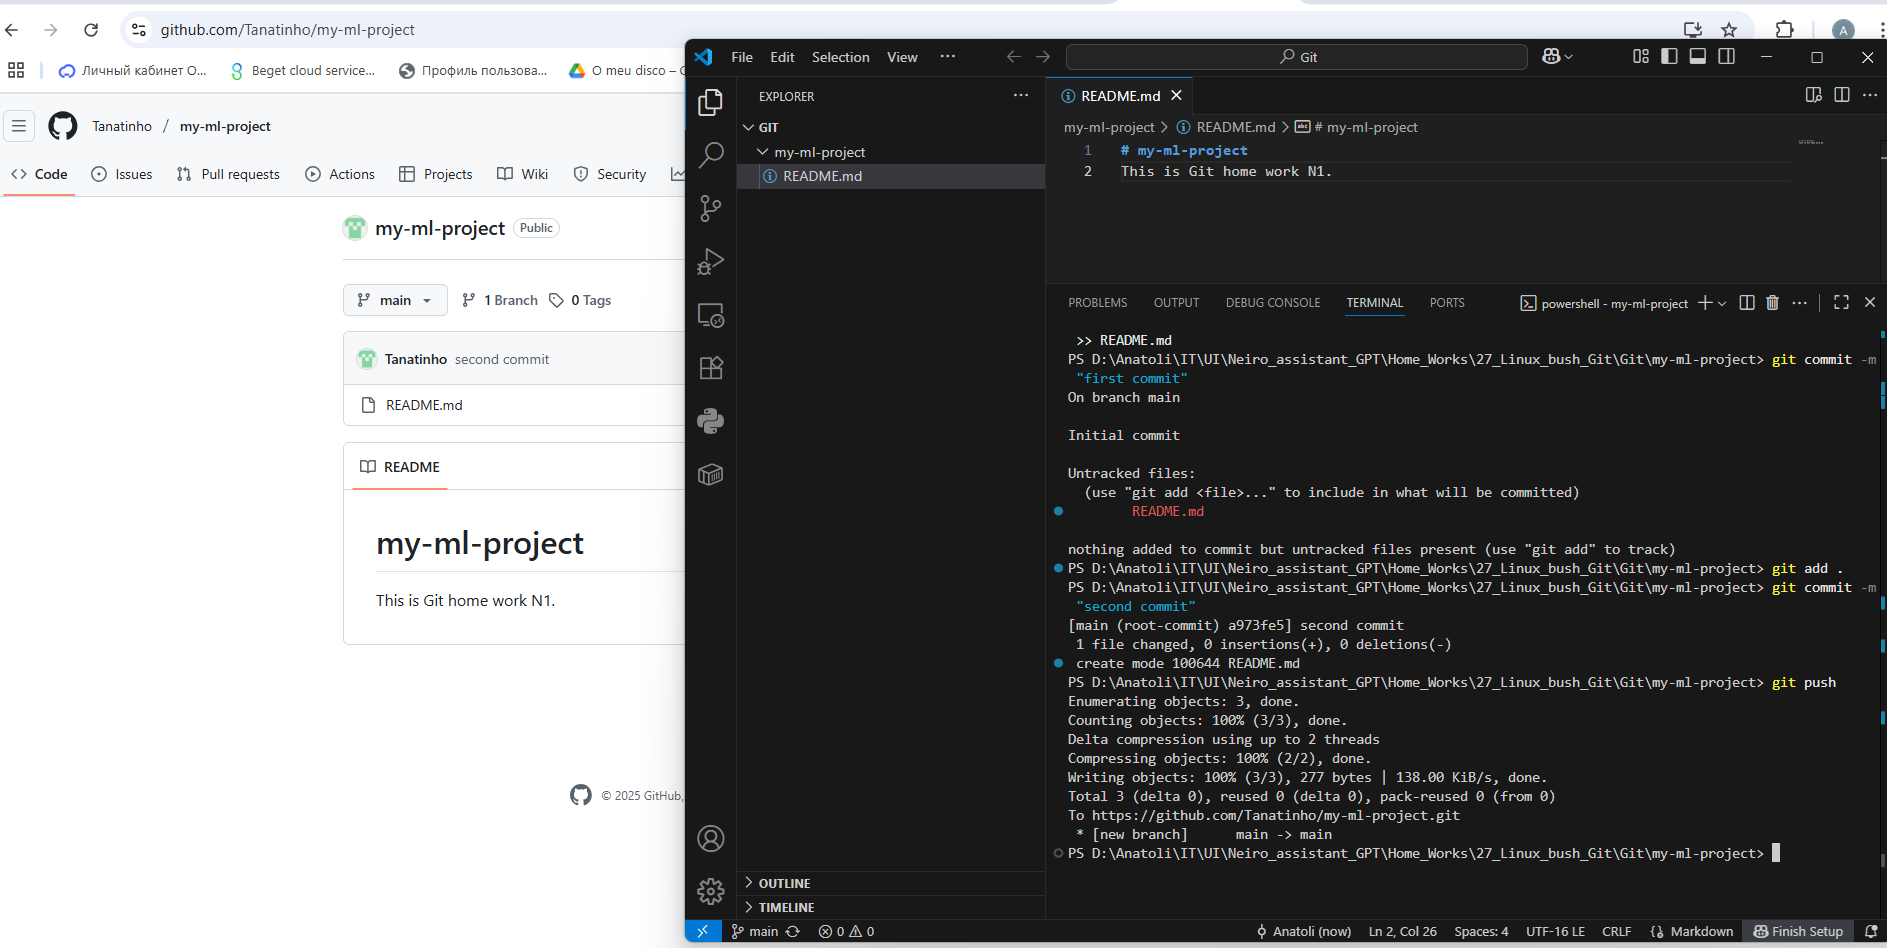 github.com/Tanatinho/my-ml-project
A
Личный кабинет О...
Beget cloud service...
Профиль пользова...
O meu disco – G
Tanatinho / my-ml-project
Code
Issues
Pull requests
Actions
Projects
Wiki
Security
my-ml-project Public
main
1 Branch
0 Tags
Tanatinho second commit
README.md
README
my-ml-project
This is Git home work N1.
© 2025 GitHub,
File Edit Selection View ...
Git
EXPLORER
GIT
my-ml-project
README.md
OUTLINE
TIMELINE
README.md
my-ml-project > README.md > # my-ml-project
1 # my-ml-project
2 This is Git home work N1.
PROBLEMS OUTPUT DEBUG CONSOLE TERMINAL PORTS
powershell - my-ml-project
>> README.md
PS D:\Anatoli\IT\UI\Neiro_assistant_GPT\Home_Works\27_Linux_bush_Git\Git\my-ml-project> git commit -m
"first commit"
On branch main
Initial commit
Untracked files:
(use "git add <file>..." to include in what will be committed)
README.md
nothing added to commit but untracked files present (use "git add" to track)
PS D:\Anatoli\IT\UI\Neiro_assistant_GPT\Home_Works\27_Linux_bush_Git\Git\my-ml-project> git add .
PS D:\Anatoli\IT\UI\Neiro_assistant_GPT\Home_Works\27_Linux_bush_Git\Git\my-ml-project> git commit -m
"second commit"
[main (root-commit) a973fe5] second commit
1 file changed, 0 insertions(+), 0 deletions(-)
create mode 100644 README.md
PS D:\Anatoli\IT\UI\Neiro_assistant_GPT\Home_Works\27_Linux_bush_Git\Git\my-ml-project> git push
Enumerating objects: 3, done.
Counting objects: 100% (3/3), done.
Delta compression using up to 2 threads
Compressing objects: 100% (2/2), done.
Writing objects: 100% (3/3), 277 bytes | 138.00 KiB/s, done.
Total 3 (delta 0), reused 0 (delta 0), pack-reused 0 (from 0)
To https://github.com/Tanatinho/my-ml-project.git
* [new branch] main -> main
PS D:\Anatoli\IT\UI\Neiro_assistant_GPT\Home_Works\27_Linux_bush_Git\Git\my-ml-project>
main
0 0
Anatoli (now)
Ln 2, Col 26
Spaces: 4
UTF-16 LE
CRLF
Markdown
Finish Setup